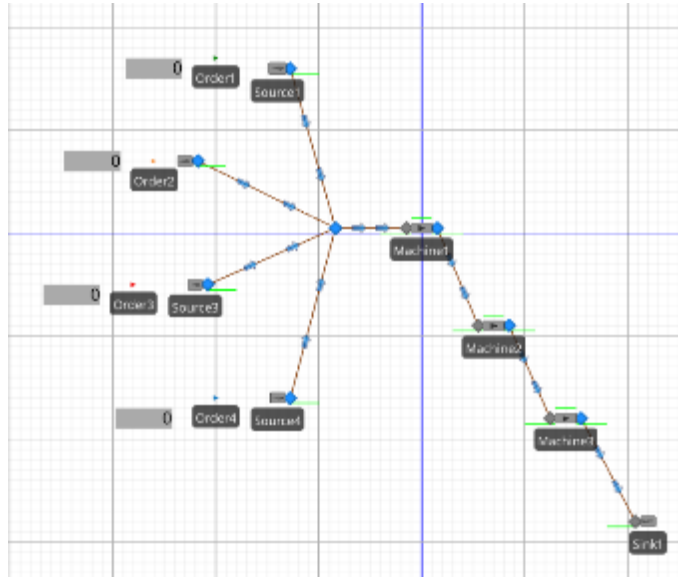 0
Order1
Source1
0
Order2
0
Order3
Source3
0
Order4
Source4
Machine1
Machine2
Machine3
Sink1